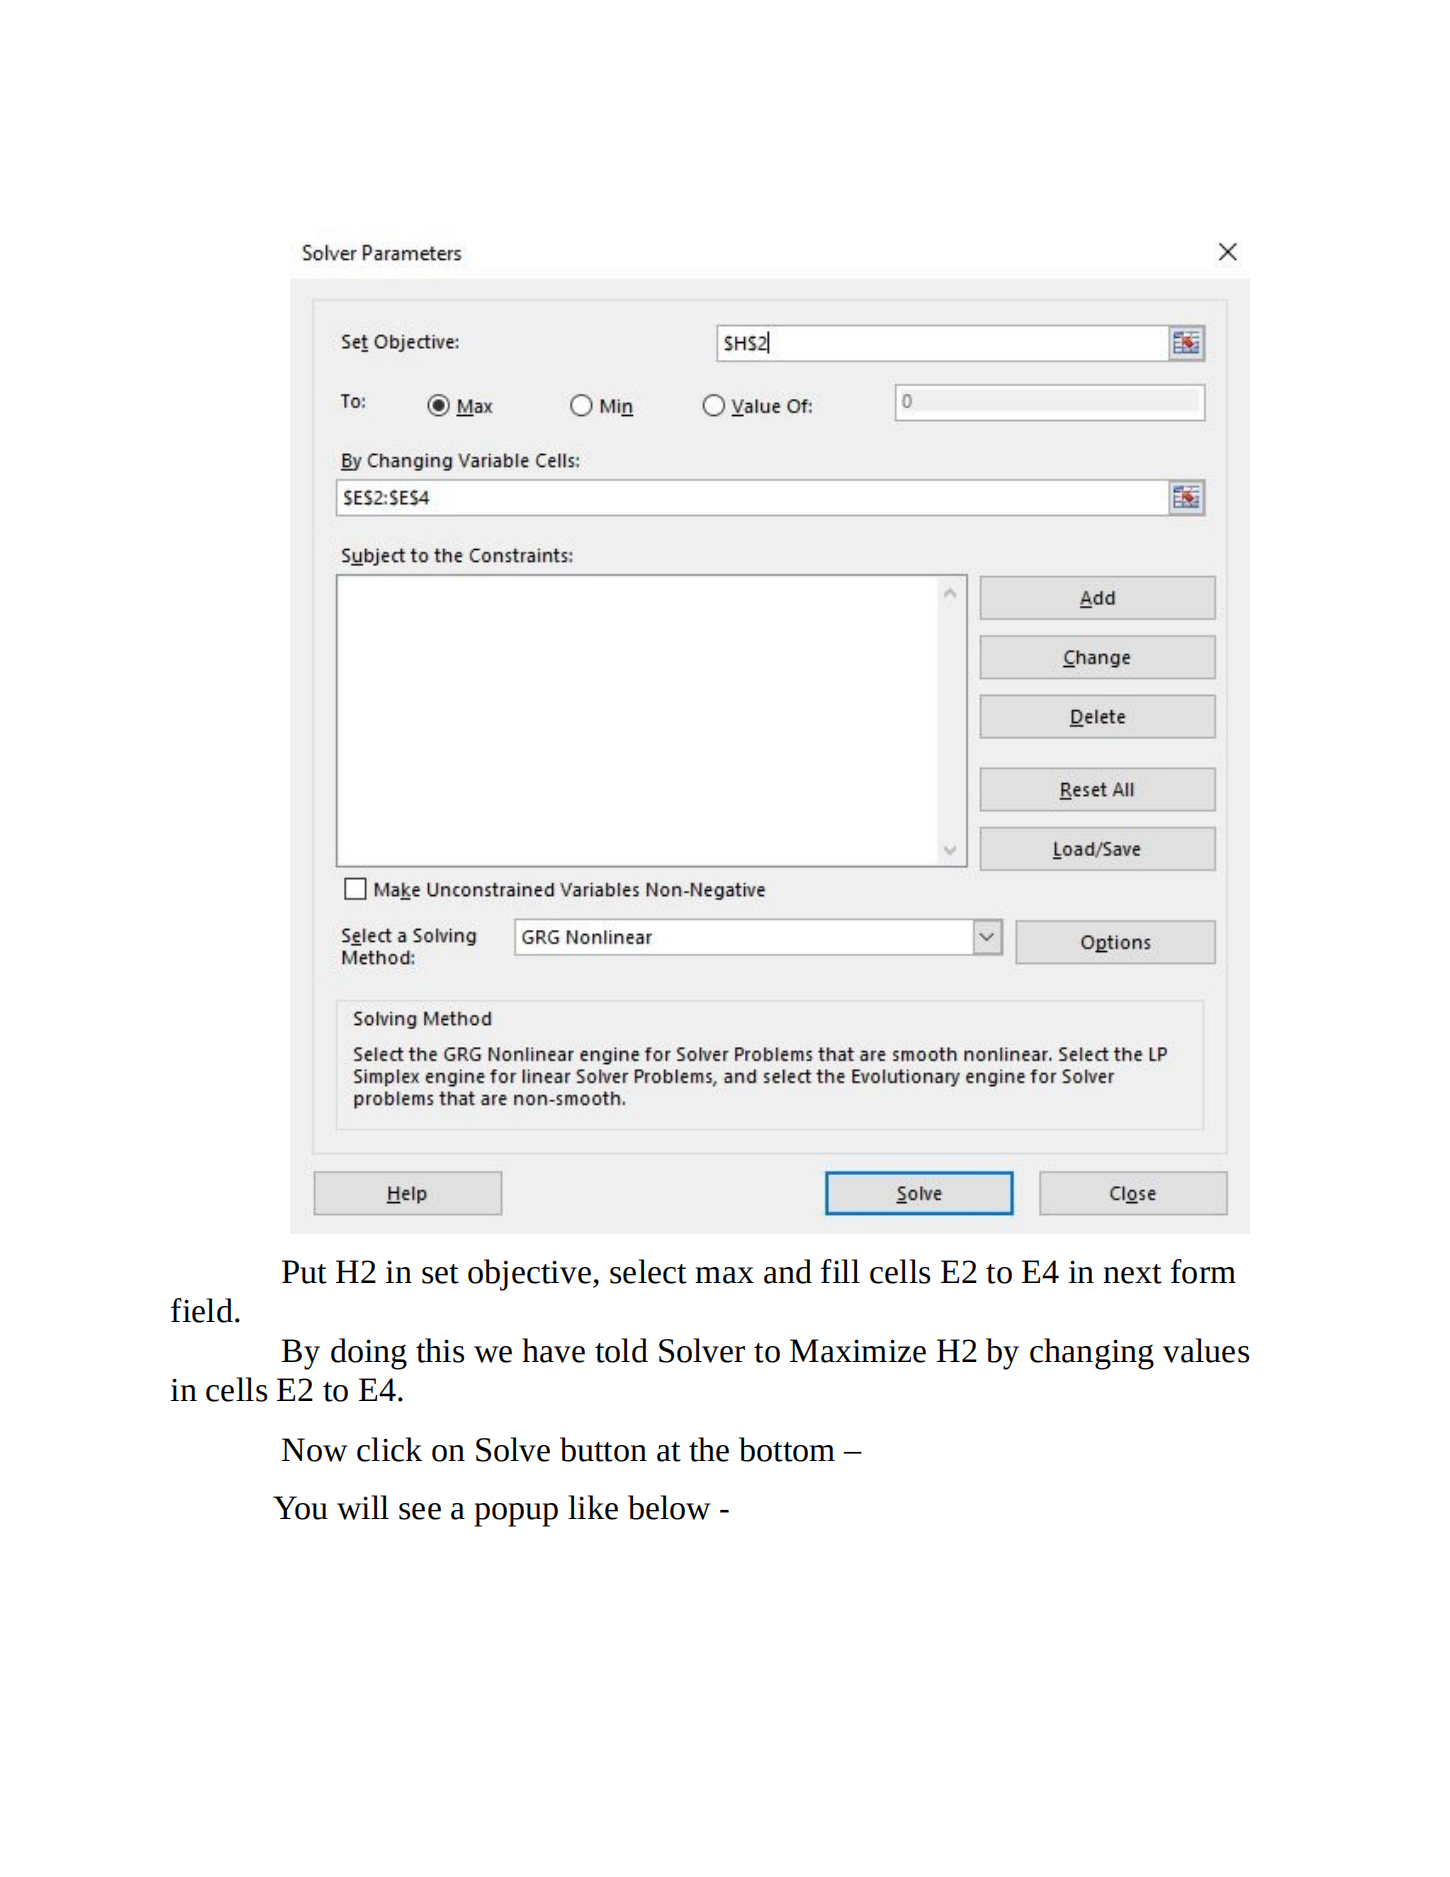 Solver Parameters
Set Objective:
$H$2
To:
Max
Min
Value Of:
0
By Changing Variable Cells:
$E$2:$E$4
Subject to the Constraints:
Add
Change
Delete
Reset All
Load/Save
Make Unconstrained Variables Non-Negative
Select a Solving
Method:
GRG Nonlinear
Options
Solving Method
Select the GRG Nonlinear engine for Solver Problems that are smooth nonlinear. Select the LP
Simplex engine for linear Solver Problems, and select the Evolutionary engine for Solver
problems that are non-smooth.
Help
Solve
Close
Put H2 in set objective, select max and fill cells E2 to E4 in next form
field.
By doing this we have told Solver to Maximize H2 by changing values
in cells E2 to E4.
Now click on Solve button at the bottom –
You will see a popup like below -